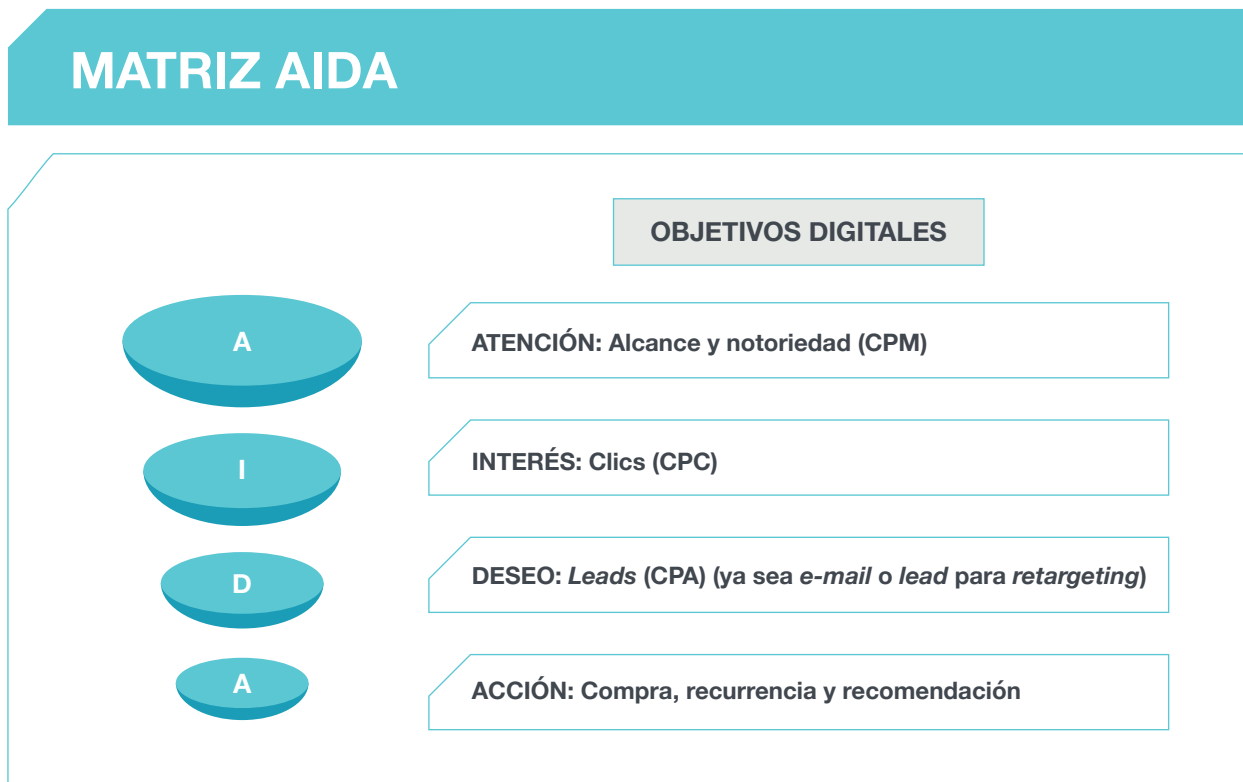 MATRIZ AIDA
OBJETIVOS DIGITALES
A
ATENCIÓN: Alcance y notoriedad (CPM)
I
INTERÉS: Clics (CPC)
D
DESEO: Leads (CPA) (ya sea e-mail o lead para retargeting)
A
ACCIÓN: Compra, recurrencia y recomendación